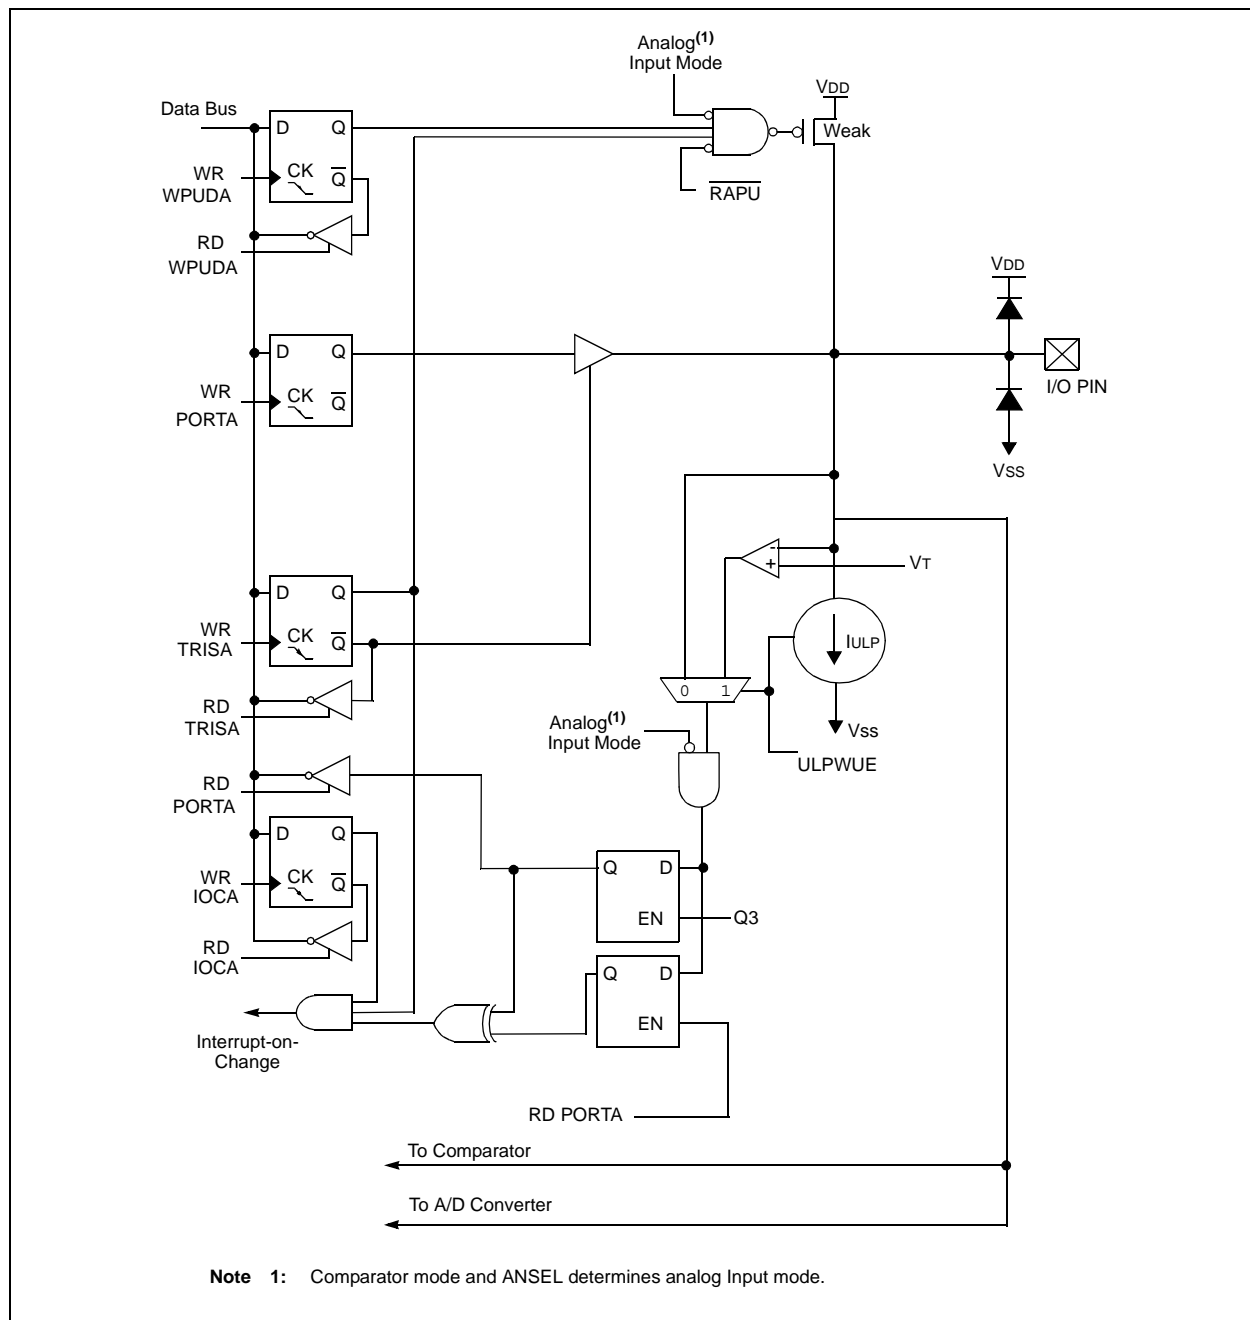 Analog(1)
Input Mode
VDD
Data Bus
D Q
Weak
WR
WPUDA
CK Q
RAPU
RD
WPUDA
VDD
D Q
WR
PORTA
CK Q
I/O PIN
VSS
-
+
VT
D Q
WR
TRISA
CK Q
IULP
0 1
RD
TRISA
Analog(1)
Input Mode
VSS
ULPWUE
RD
PORTA
D Q
WR
IOCA
CK Q
Q D
EN
Q3
RD
IOCA
Q D
EN
Interrupt-on-
Change
RD PORTA
To Comparator
To A/D Converter
Note 1: Comparator mode and ANSEL determines analog Input mode.